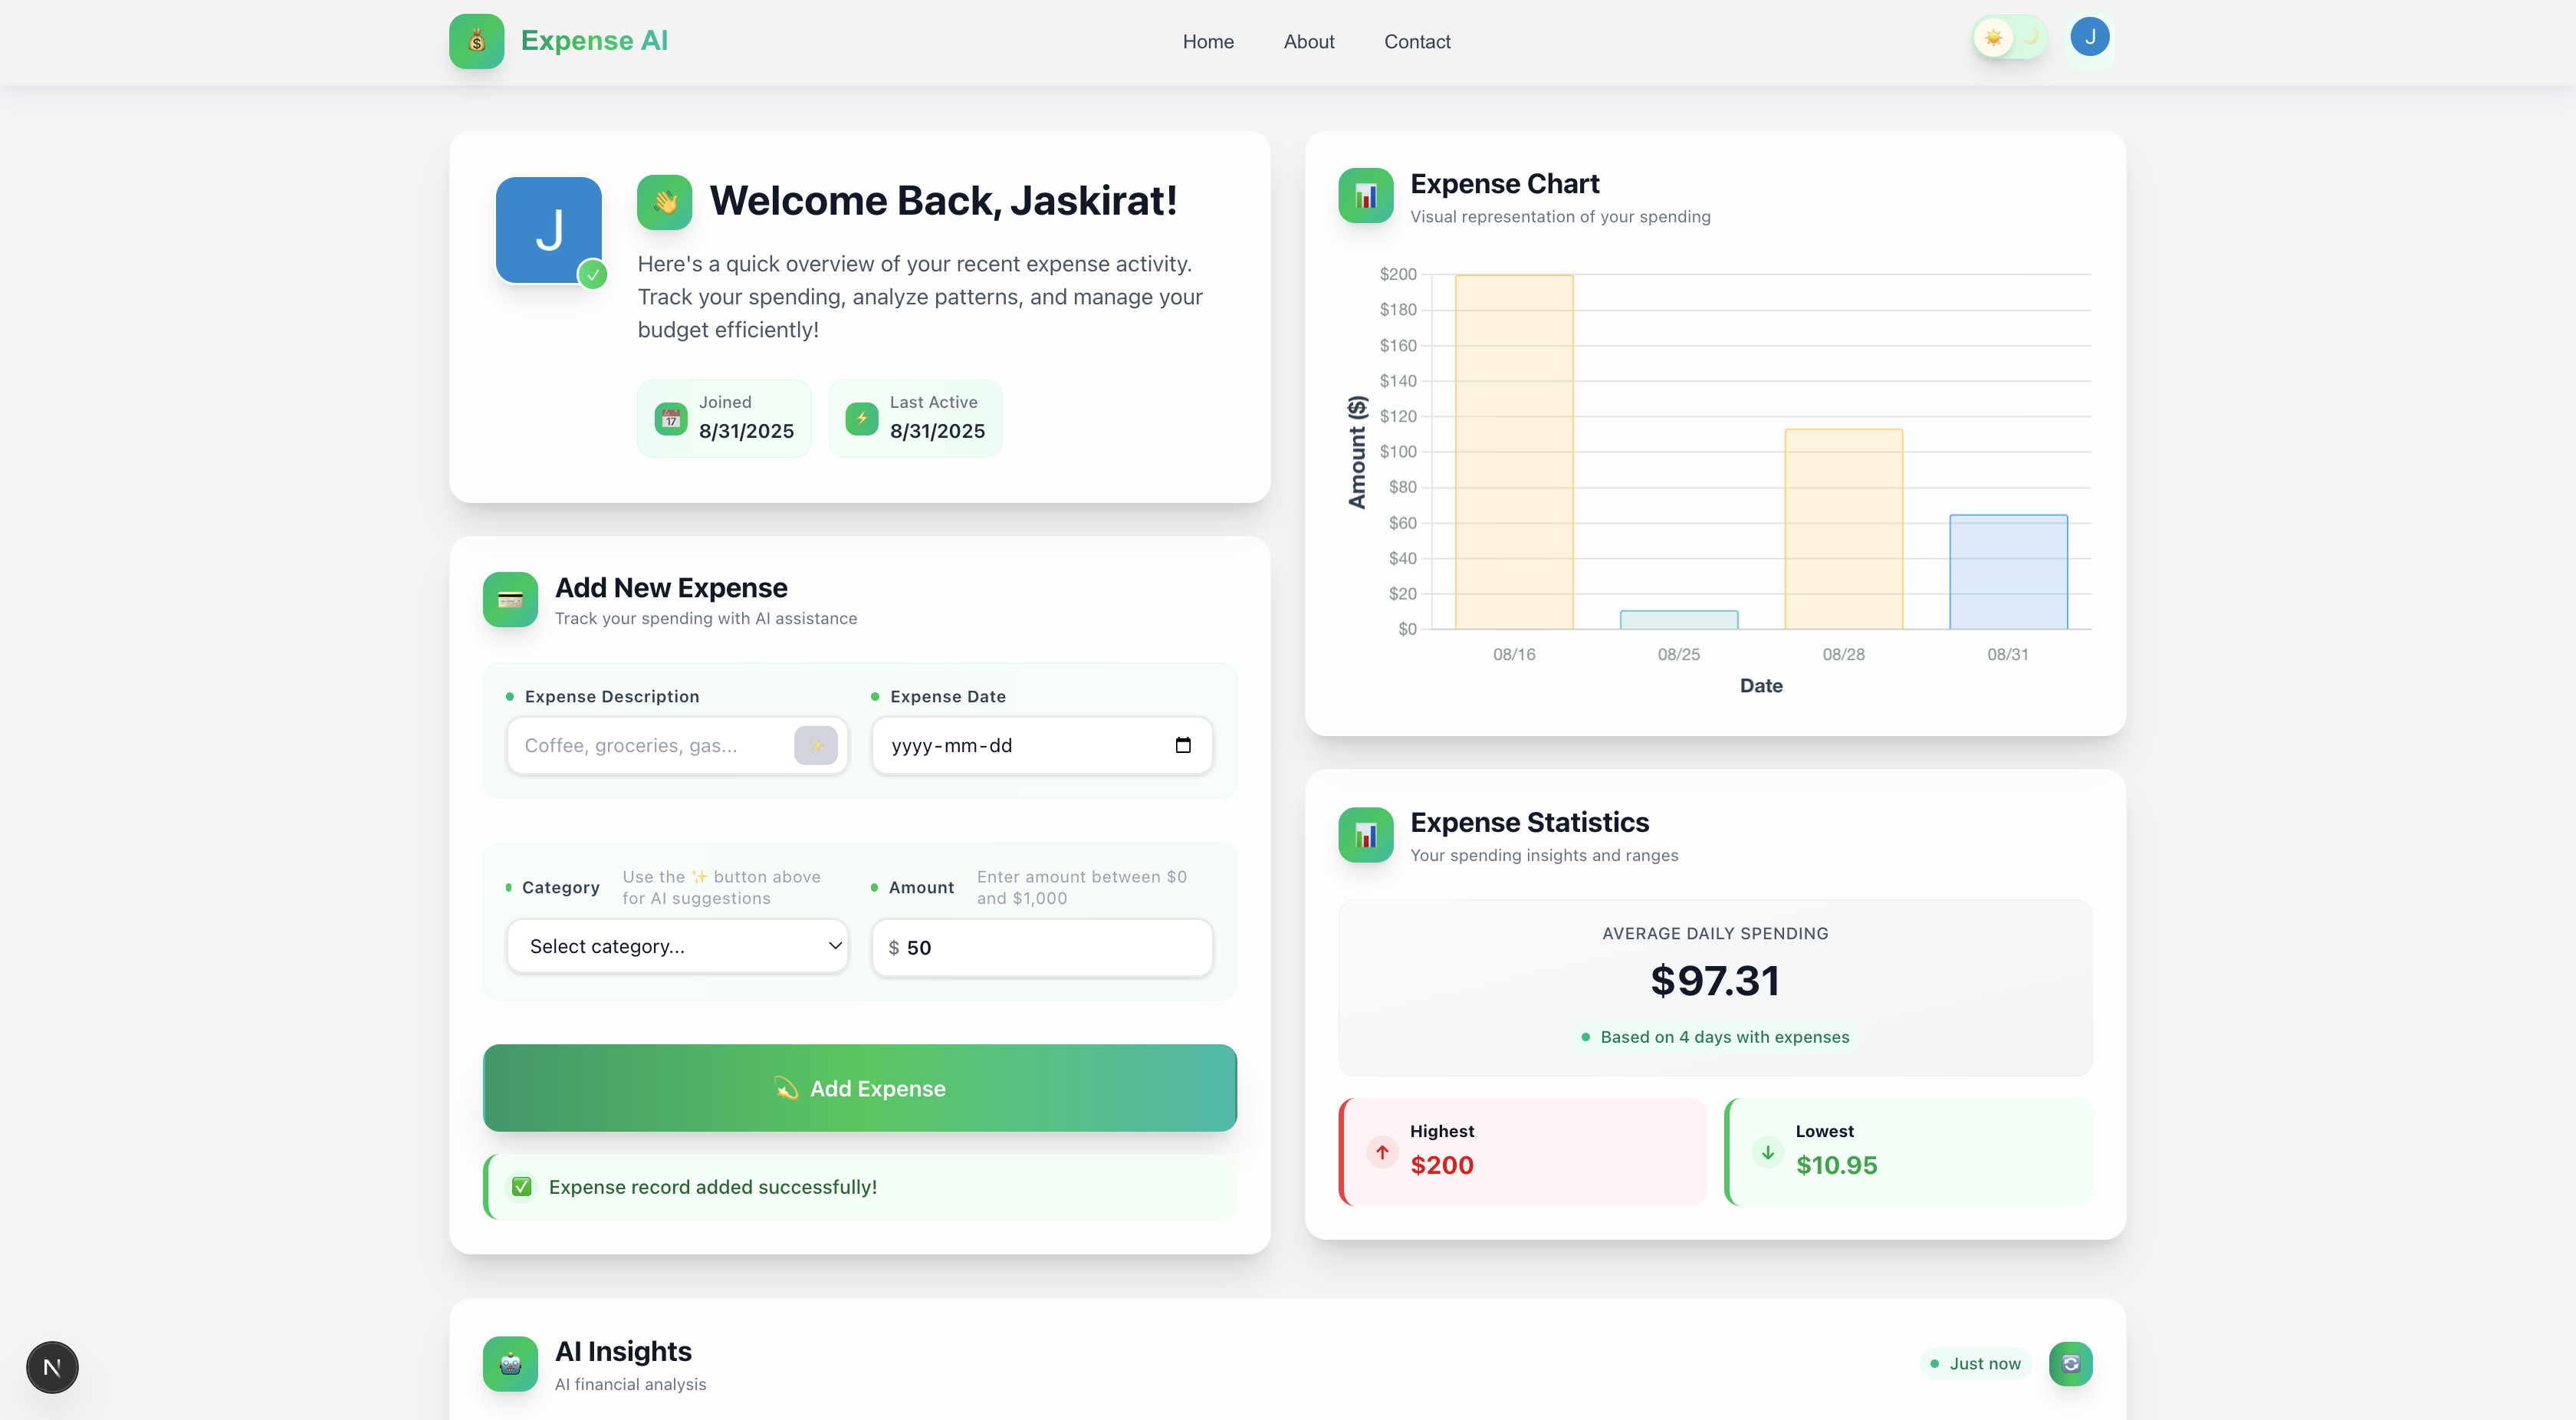 Expense AI
Home
About
Contact
J
J
Welcome Back, Jaskirat!
Here's a quick overview of your recent expense activity.
Track your spending, analyze patterns, and manage your
budget efficiently!
Joined
8/31/2025
Last Active
8/31/2025
Add New Expense
Track your spending with AI assistance
Expense Description
Coffee, groceries, gas...
Expense Date
yyyy-mm-dd
Category
Use the ✨ button above
for AI suggestions
Select category...
Amount
Enter amount between $0
and $1,000
$ 50
💫 Add Expense
✅ Expense record added successfully!
Expense Chart
Visual representation of your spending
Amount ($)
$200
$180
$160
$140
$120
$100
$80
$60
$40
$20
$0
08/16
08/25
08/28
08/31
Date
Expense Statistics
Your spending insights and ranges
AVERAGE DAILY SPENDING
$97.31
Based on 4 days with expenses
Highest
$200
Lowest
$10.95
AI Insights
AI financial analysis
Just now
N